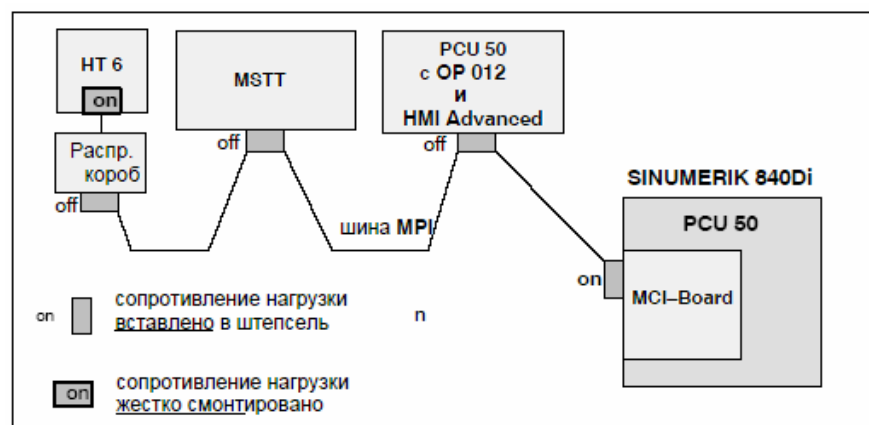 HT 6
on
Распр.
короб
off
MSTT
off
PCU 50
с OP 012
и
HMI Advanced
off
шина MPI
SINUMERIK 840Di
PCU 50
on
MCI–Board
on
сопротивление нагрузки
вставлено в штепсель
n
on
сопротивление нагрузки
жестко смонтировано